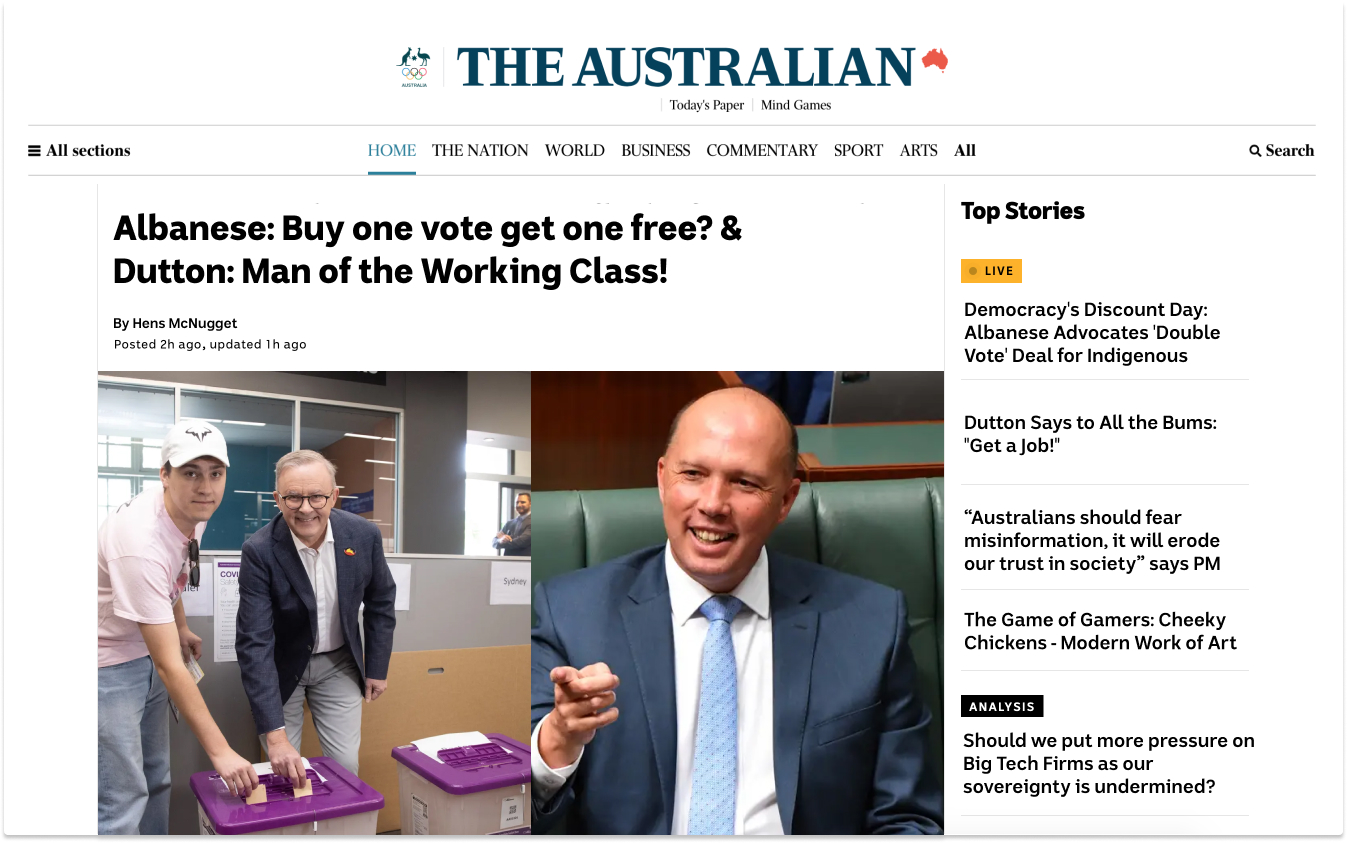 AUSTRALIA
THE AUSTRALIAN
Today's Paper
Mind Games
All sections
HOME
THE NATION
WORLD
BUSINESS
COMMENTARY
SPORT
ARTS
All
Search
Albanese: Buy one vote get one free? &
Dutton: Man of the Working Class!
By Hens McNugget
Posted 2h ago, updated 1h ago
Sydney
Top Stories
LIVE
Democracy's Discount Day:
Albanese Advocates 'Double
Vote' Deal for Indigenous
Dutton Says to All the Bums:
"Get a Job!"
“Australians should fear
misinformation, it will erode
our trust in society” says PM
The Game of Gamers: Cheeky
Chickens - Modern Work of Art
ANALYSIS
Should we put more pressure on
Big Tech Firms as our
sovereignty is undermined?